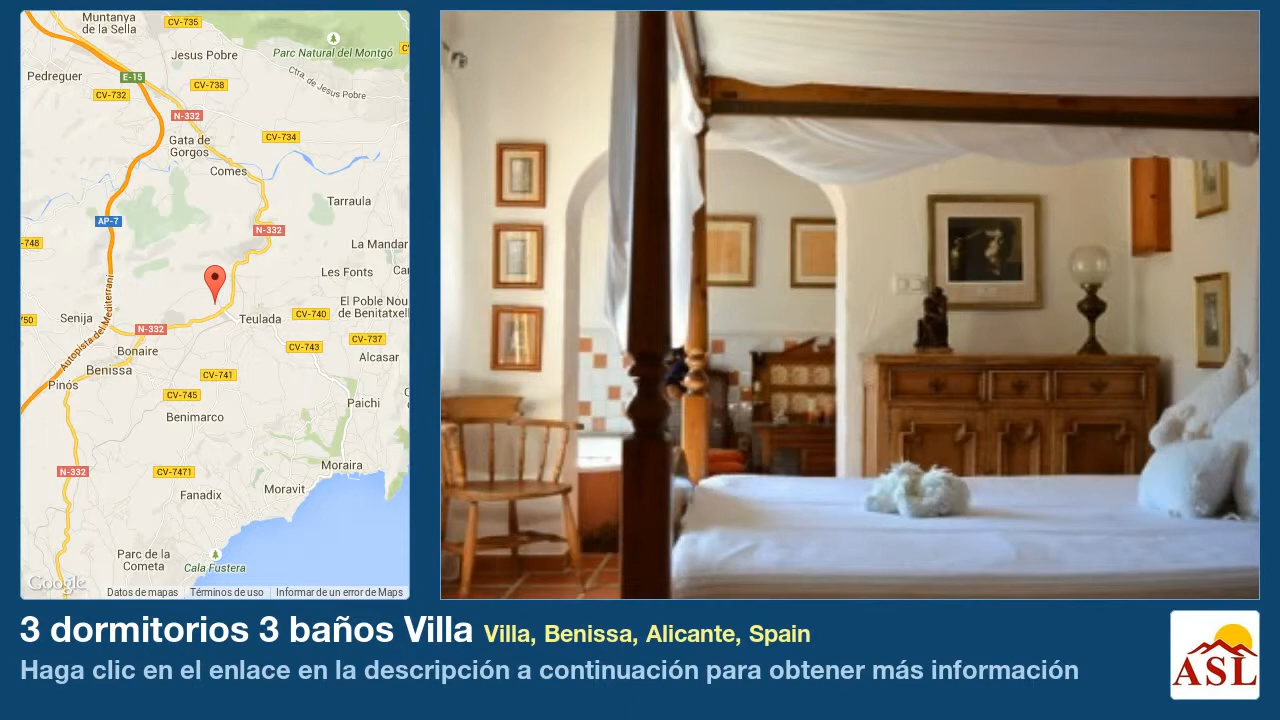 Muntanya
de la Sella
CV-735
Jesus Pobre
Parc Natural del Montgó
Pedreguer
E-15
CV-738
Ctra. de Jesus Pobre
CV-732
N-332
CV-734
Gata de
Gorgos
Comes
Tarraula
AP-7
N-332
-748
La Mandar
Les Fonts
El Poble Nou
de Benitatxell
Autopista del Mediterrani
Senija
Teulada
CV-740
N-332
CV-737
Bonaire
CV-743
Alcasar
Benissa
CV-741
Pinós
CV-745
Paichi
Benimarco
Moraira
N-332
CV-7471
Moravit
Fanadix
Parc de la
Cometa
Cala Fustera
Google
Datos de mapas
Términos de uso
Informar de un error de Maps
3 dormitorios 3 baños Villa Villa, Benissa, Alicante, Spain
Haga clic en el enlace en la descripción a continuación para obtener más información
ASL